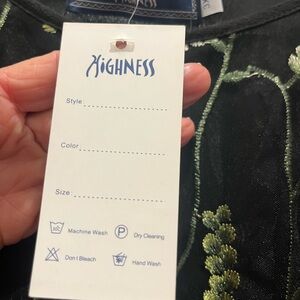 HIGHNESS
Style
Color
Size
Machine Wash
P
Dry Cleaning
Don't Bleach
Hand Wash